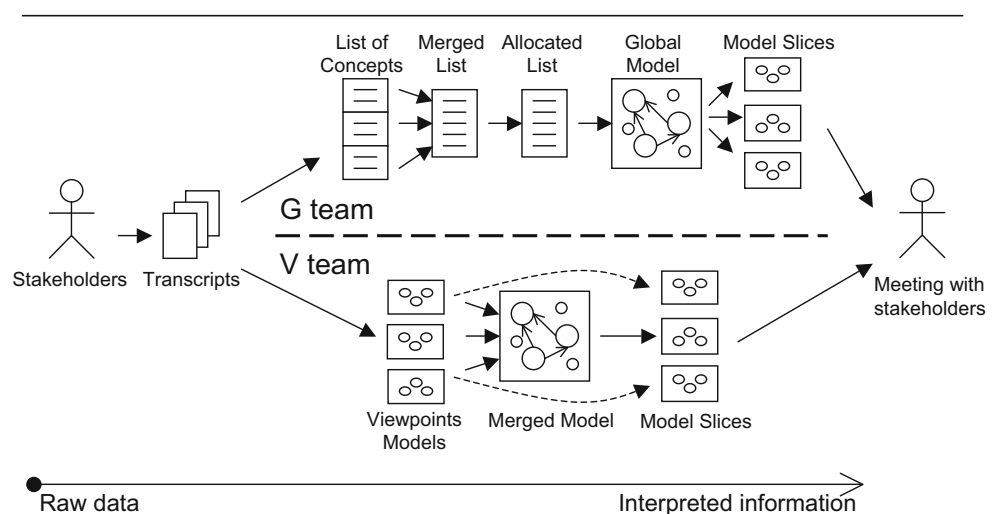 List of
Concepts
Merged
List
Allocated
List
Global
Model
Model Slices
G team
V team
Stakeholders
Transcripts
Meeting with
stakeholders
Viewpoints
Models
Merged Model
Model Slices
Raw data
Interpreted information